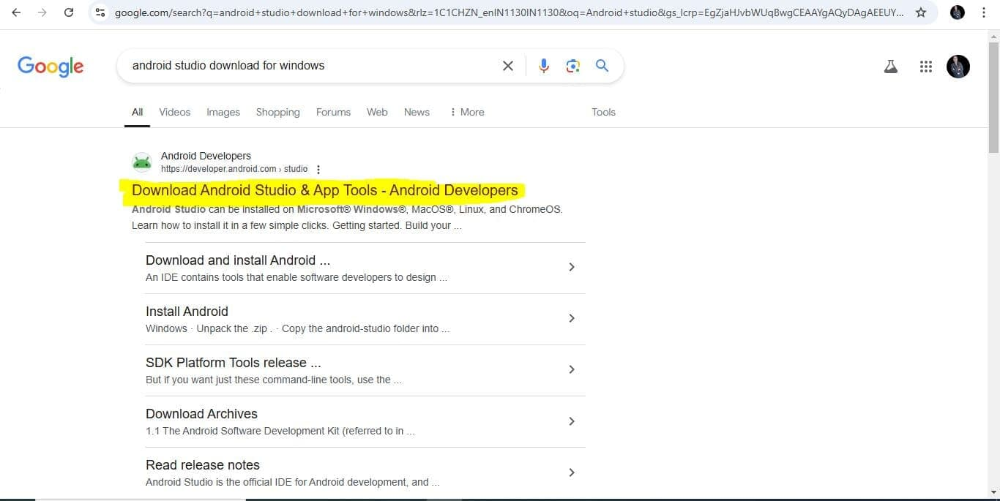 google.com/search?q=android+studio+download+for+windows&rlz=1C1CHZN_enIN1130IN1130&oq=Android+studio&gs_lcrp=EgZjaHJvbWUqBwgCEAAYgAQyDAgAEEUY...
Google
android studio download for windows
All Videos Images Shopping Forums Web News More Tools
Android Developers
https://developer.android.com › studio
Download Android Studio & App Tools - Android Developers
Android Studio can be installed on Microsoft® Windows®, MacOS®, Linux, and ChromeOS.
Learn how to install it in a few simple clicks. Getting started. Build your ...
Download and install Android ...
An IDE contains tools that enable software developers to design ...
Install Android
Windows · Unpack the .zip . · Copy the android-studio folder into ...
SDK Platform Tools release ...
But if you want just these command-line tools, use the ...
Download Archives
1.1 The Android Software Development Kit (referred to in ...
Read release notes
Android Studio is the official IDE for Android development, and ...